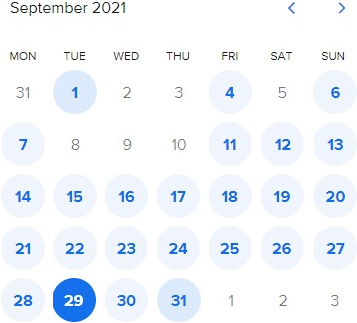 September 2021
MON TUE WED THU FRI SAT SUN
31 1 2 3 4 5 6
7 8 9 10 11 12 13
14 15 16 17 18 19 20
21 22 23 24 25 26 27
28 29 30 31 1 2 3